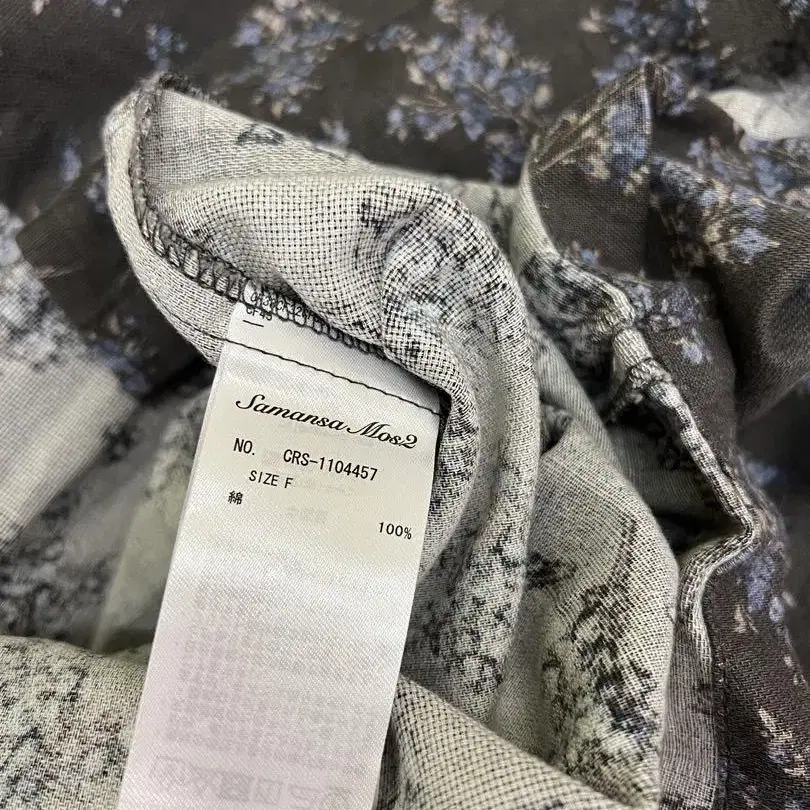 Samansa Mos2
NO. CRS-1104457
SIZE F
綿 100%